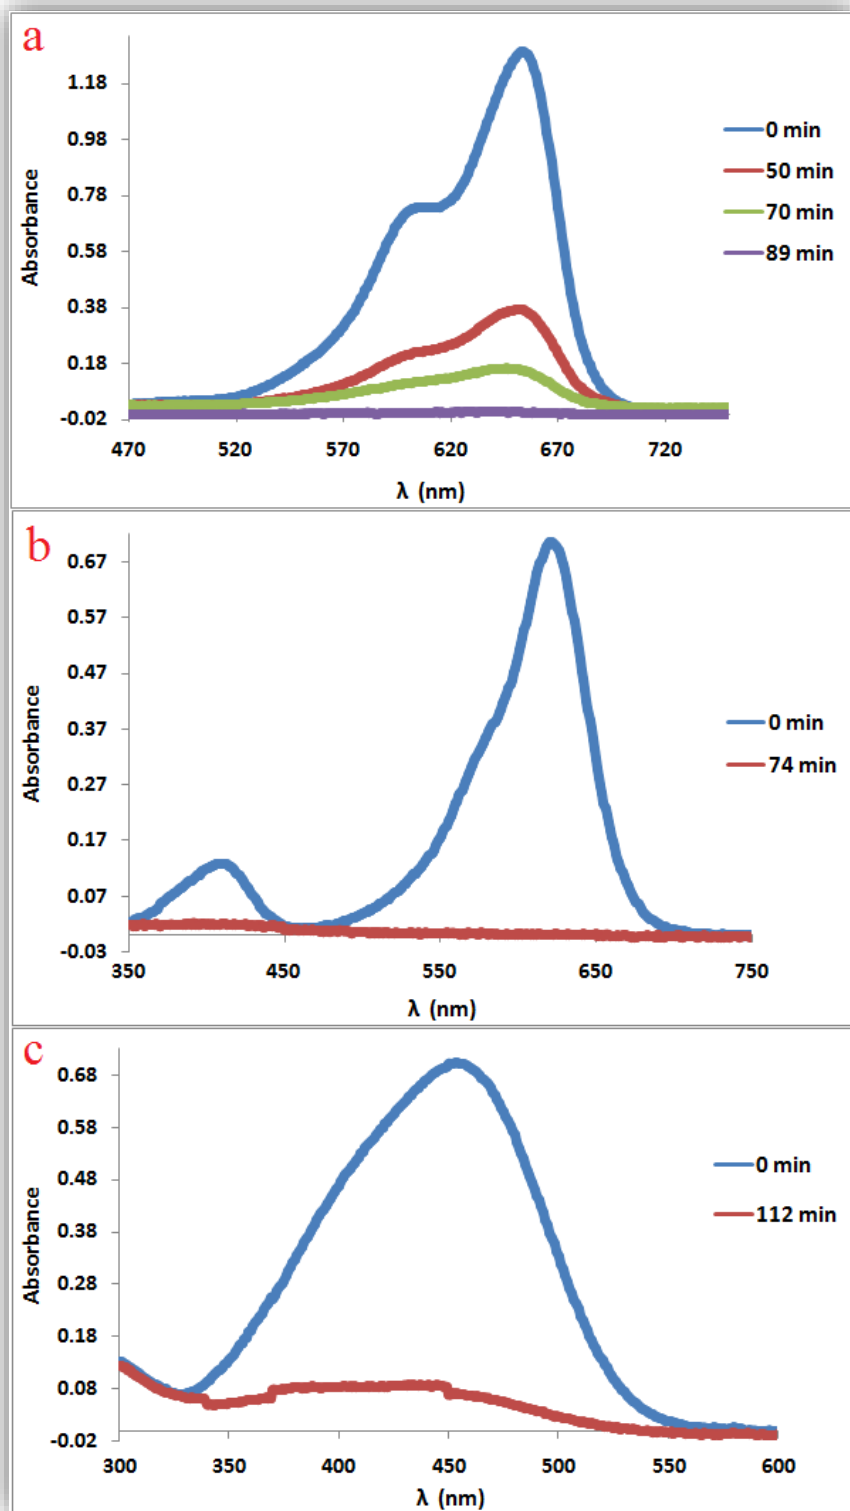 a
1.18
0.98
0.78
0.58
0.38
0.18
-0.02
Absorbance
470 520 570 620 670 720
λ (nm)
0 min
50 min
70 min
89 min
b
0.67
0.57
0.47
0.37
0.27
0.17
0.07
-0.03
Absorbance
350 450 550 650 750
λ (nm)
0 min
74 min
c
0.68
0.58
0.48
0.38
0.28
0.18
0.08
-0.02
Absorbance
300 350 400 450 500 550 600
λ (nm)
0 min
112 min